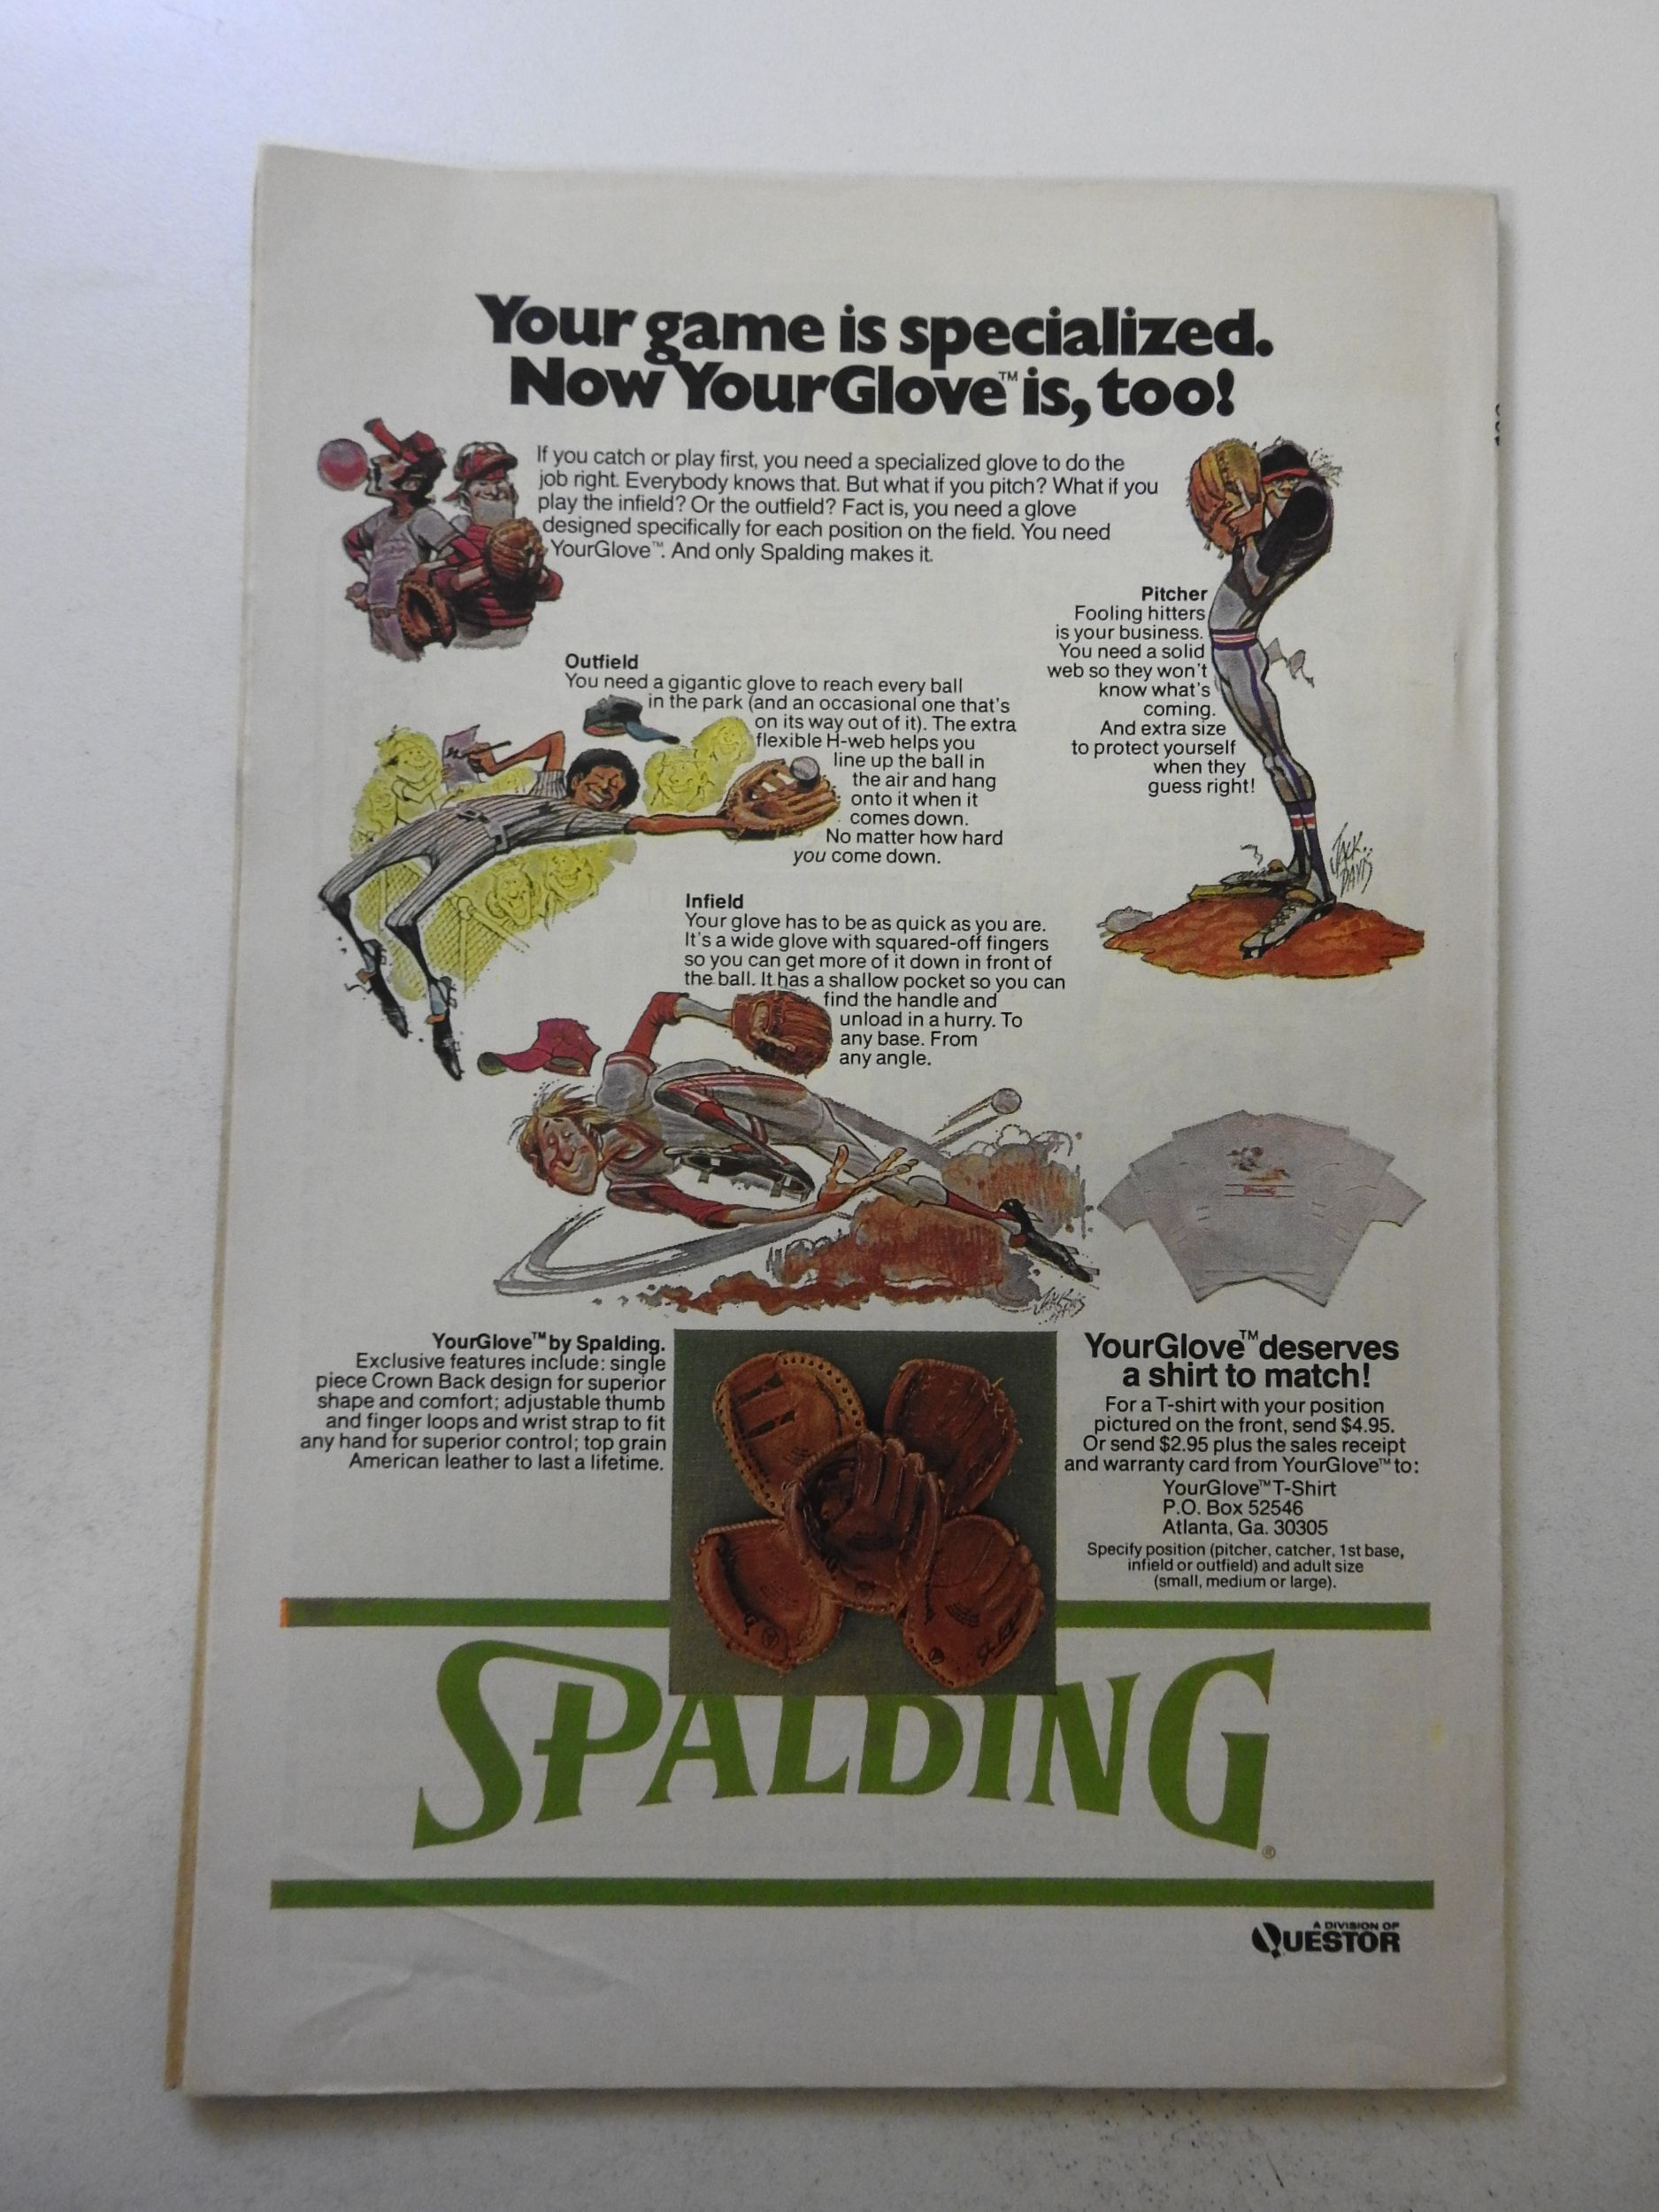 Your game is specialized.
Now YourGlove™ is, too!
If you catch or play first, you need a specialized glove to do the
job right. Everybody knows that. But what if you pitch? What if you
play the infield? Or the outfield? Fact is, you need a glove
designed specifically for each position on the field. You need
YourGlove™. And only Spalding makes it.
Pitcher
Fooling hitters
is your business.
You need a solid
web so they won't
know what's
coming.
And extra size
to protect yourself
when they
guess right!
JACK
DAVIS
Outfield
You need a gigantic glove to reach every ball
in the park (and an occasional one that's
on its way out of it). The extra
flexible H-web helps you
line up the ball in
the air and hang
onto it when it
comes down.
No matter how hard
you come down.
Infield
Your glove has to be as quick as you are.
It's a wide glove with squared-off fingers
so you can get more of it down in front of
the ball. It has a shallow pocket so you can
find the handle and
unload in a hurry. To
any base. From
any angle.
Spalding
YourGlove™ by Spalding.
Exclusive features include: single
piece Crown Back design for superior
shape and comfort; adjustable thumb
and finger loops and wrist strap to fit
any hand for superior control; top grain
American leather to last a lifetime.
YourGlove™ deserves
a shirt to match!
For a T-shirt with your position
pictured on the front, send $4.95.
Or send $2.95 plus the sales receipt
and warranty card from YourGlove™ to:
YourGlove™ T-Shirt
P.O. Box 52546
Atlanta, Ga. 30305
Specify position (pitcher, catcher, 1st base,
infield or outfield) and adult size
(small, medium or large).
SPALDING®
A DIVISION OF
QUESTOR